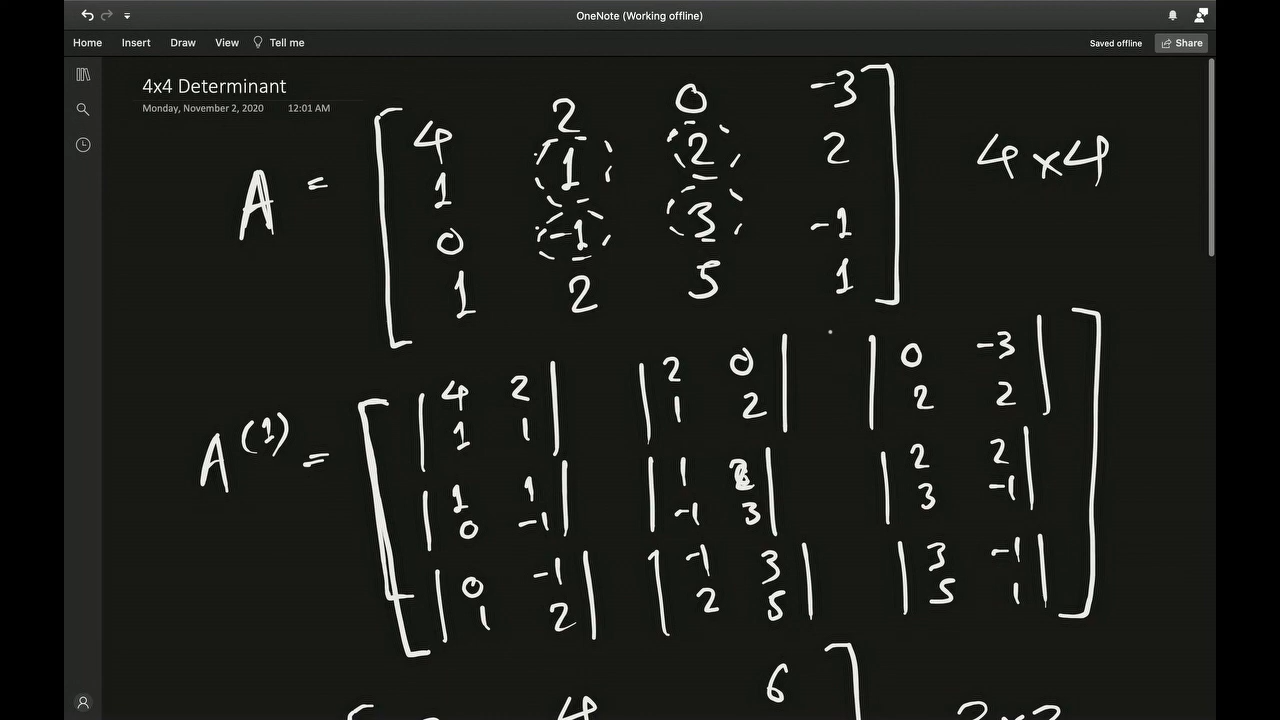 OneNote (Working offline)
Home Insert Draw View Tell me Saved offline Share
4x4 Determinant
Monday, November 2, 2020 12:01 AM
A = [ 4 2 0 -3
1 1 2 2
0 -1 3 -1
1 2 5 1 ] 4x4
A(1) = [ | 4 2 | | 2 0 | | 0 -3 |
| 1 1 | | 1 2 | | 2 2 |
| 1 1 | | 1 2 | | 2 2 |
| 0 -1 | | -1 3 | | 3 -1 |
| 0 -1 | | -1 3 | | 3 -1 |
| 1 2 | | 2 5 | | 5 1 | ]
6 ]